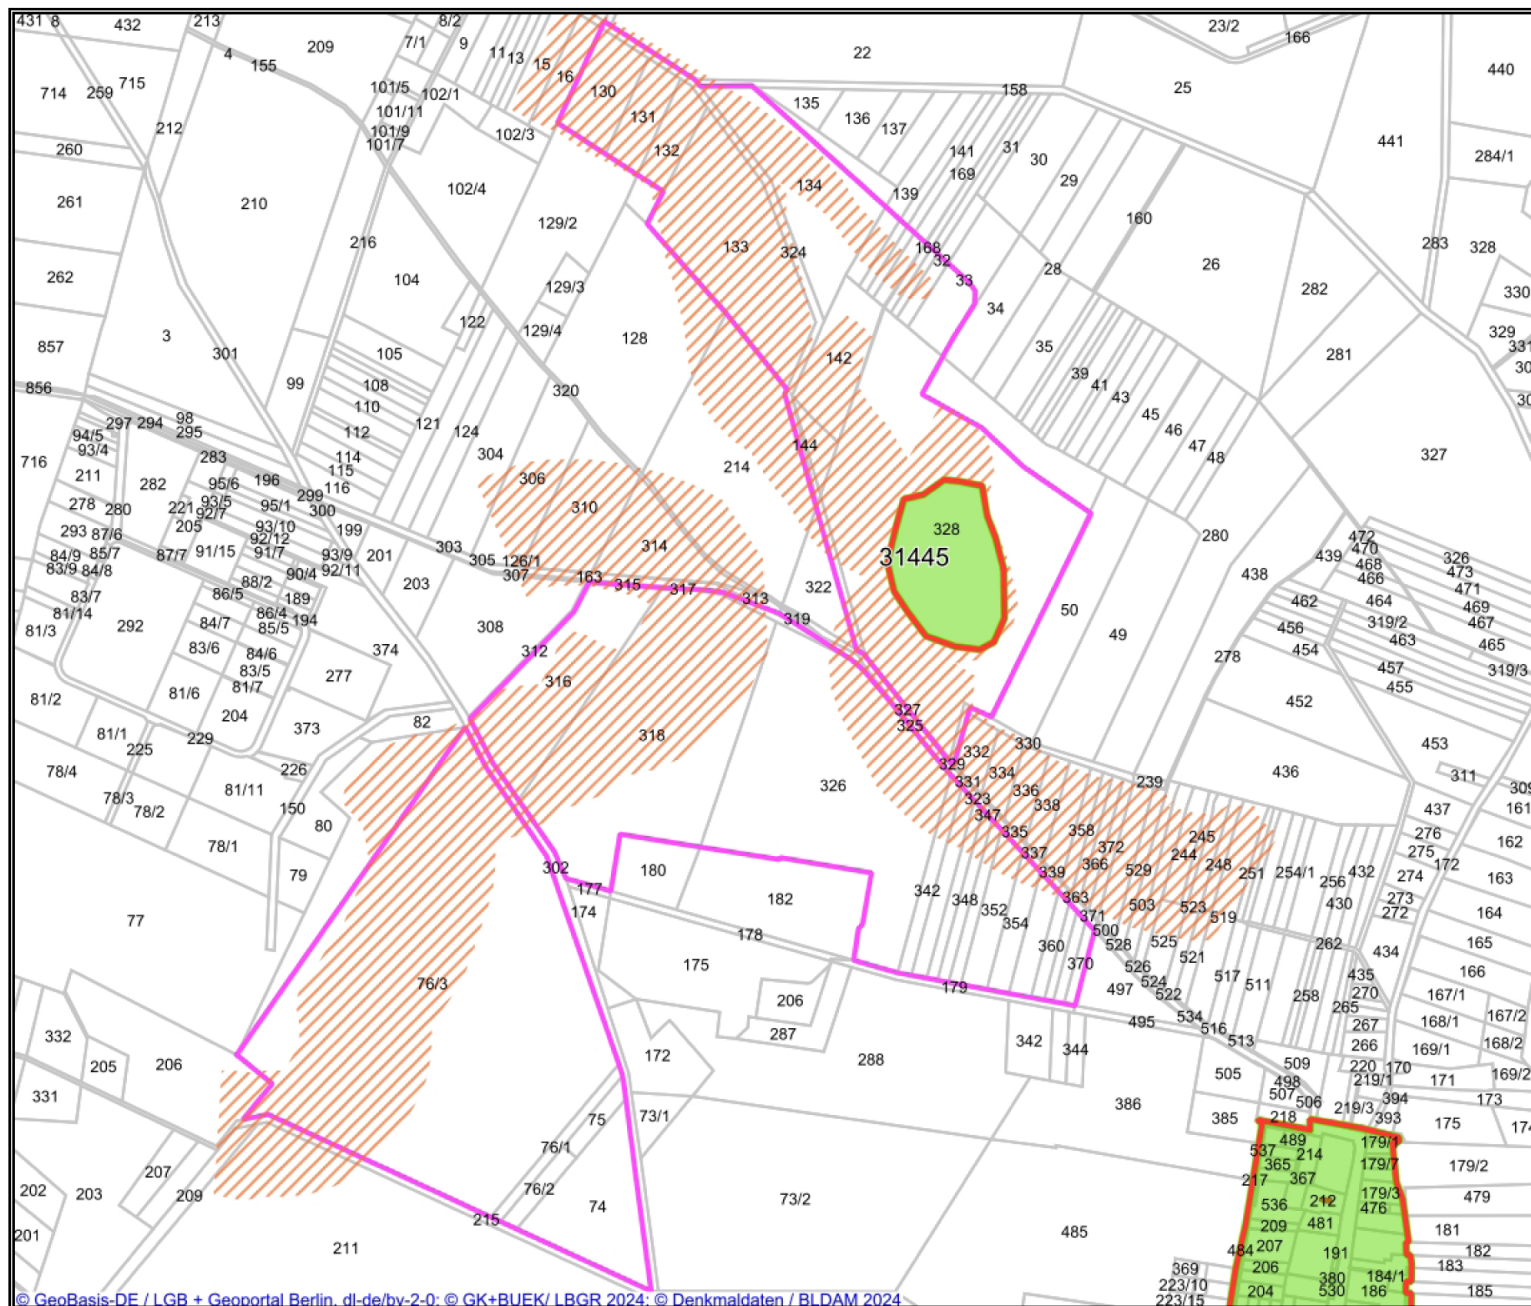 431 8 432 213 8/2 23/2 166
4 155 209 7/1 9 11 13 15 16 22 25 440
714 259 715 101/5 102/1 130 135 158
212 101/11 131 136 137 441
260 101/9 101/7 102/3 132 141 31 30 284/1
261 210 102/4 134 139 169 29
216 129/2 133 324 168 32 160 283 328
262 104 129/3 33 28 26 282 330
3 301 122 129/4 128 34 329
857 105 142 35 281 331
856 99 108 320 39 41 43
297 294 98 295 110 121 124 45 46
94/5 93/4 283 112 304 144 47 48 327
716 211 282 95/6 196 114 115 306 214
278 280 221 93/5 92/7 95/1 299 116 300 310 328 280 472
293 87/6 205 93/10 92/12 199 314 31445 439 470 326
84/9 85/7 87/7 91/15 91/7 93/9 201 303 305 126/1 468 473
83/9 84/8 88/2 90/4 92/11 203 307 163 315 317 322 438 466 471
83/7 86/5 189 313 462 464 469
81/14 84/7 86/4 194 308 319 50 49 456 319/2 467
81/3 292 83/6 85/5 374 312 454 463 465
84/6 83/5 277 316 278 457 319/3
81/2 81/6 81/7 327 455
204 373 82 325 452
81/1 225 229 318 332 330 453
78/4 226 329 334 239 436 311 309
78/3 81/11 326 331 336 437 161
78/2 150 80 323 338 347 358 245 276 162
78/1 335 372 244 275 172
79 302 180 337 366 529 248 251 254/1 432 274 163
177 182 342 339 256 273
174 348 363 503 523 430 272 164
77 352 354 371 519
178 500 528 525 262 434 165
175 360 370 526 521 435 166
76/3 206 179 497 524 522 517 511 258 265 270 167/1 167/2
332 287 495 534 516 267 168/1 168/2
205 206 172 288 342 344 513 266 169/1
331 509 220 170 169/2
505 498 219/1 171
75 73/1 386 507 506 394 173
76/1 385 218 219/3 393 175 174
207 489 179/1
202 203 209 537 365 214 179/7 179/2
76/2 74 73/2 217 367 179/3 479
536 212 476
201 215 485 209 481 181
211 484 207 191 182
369 206 183
223/10 380 184/1
223/15 204 530 186 185
© GeoBasis-DE / LGB + Geoportal Berlin, dl-de/by-2-0; © GK+BUEK/ LBGR 2024; © Denkmaldaten / BLDAM 2024